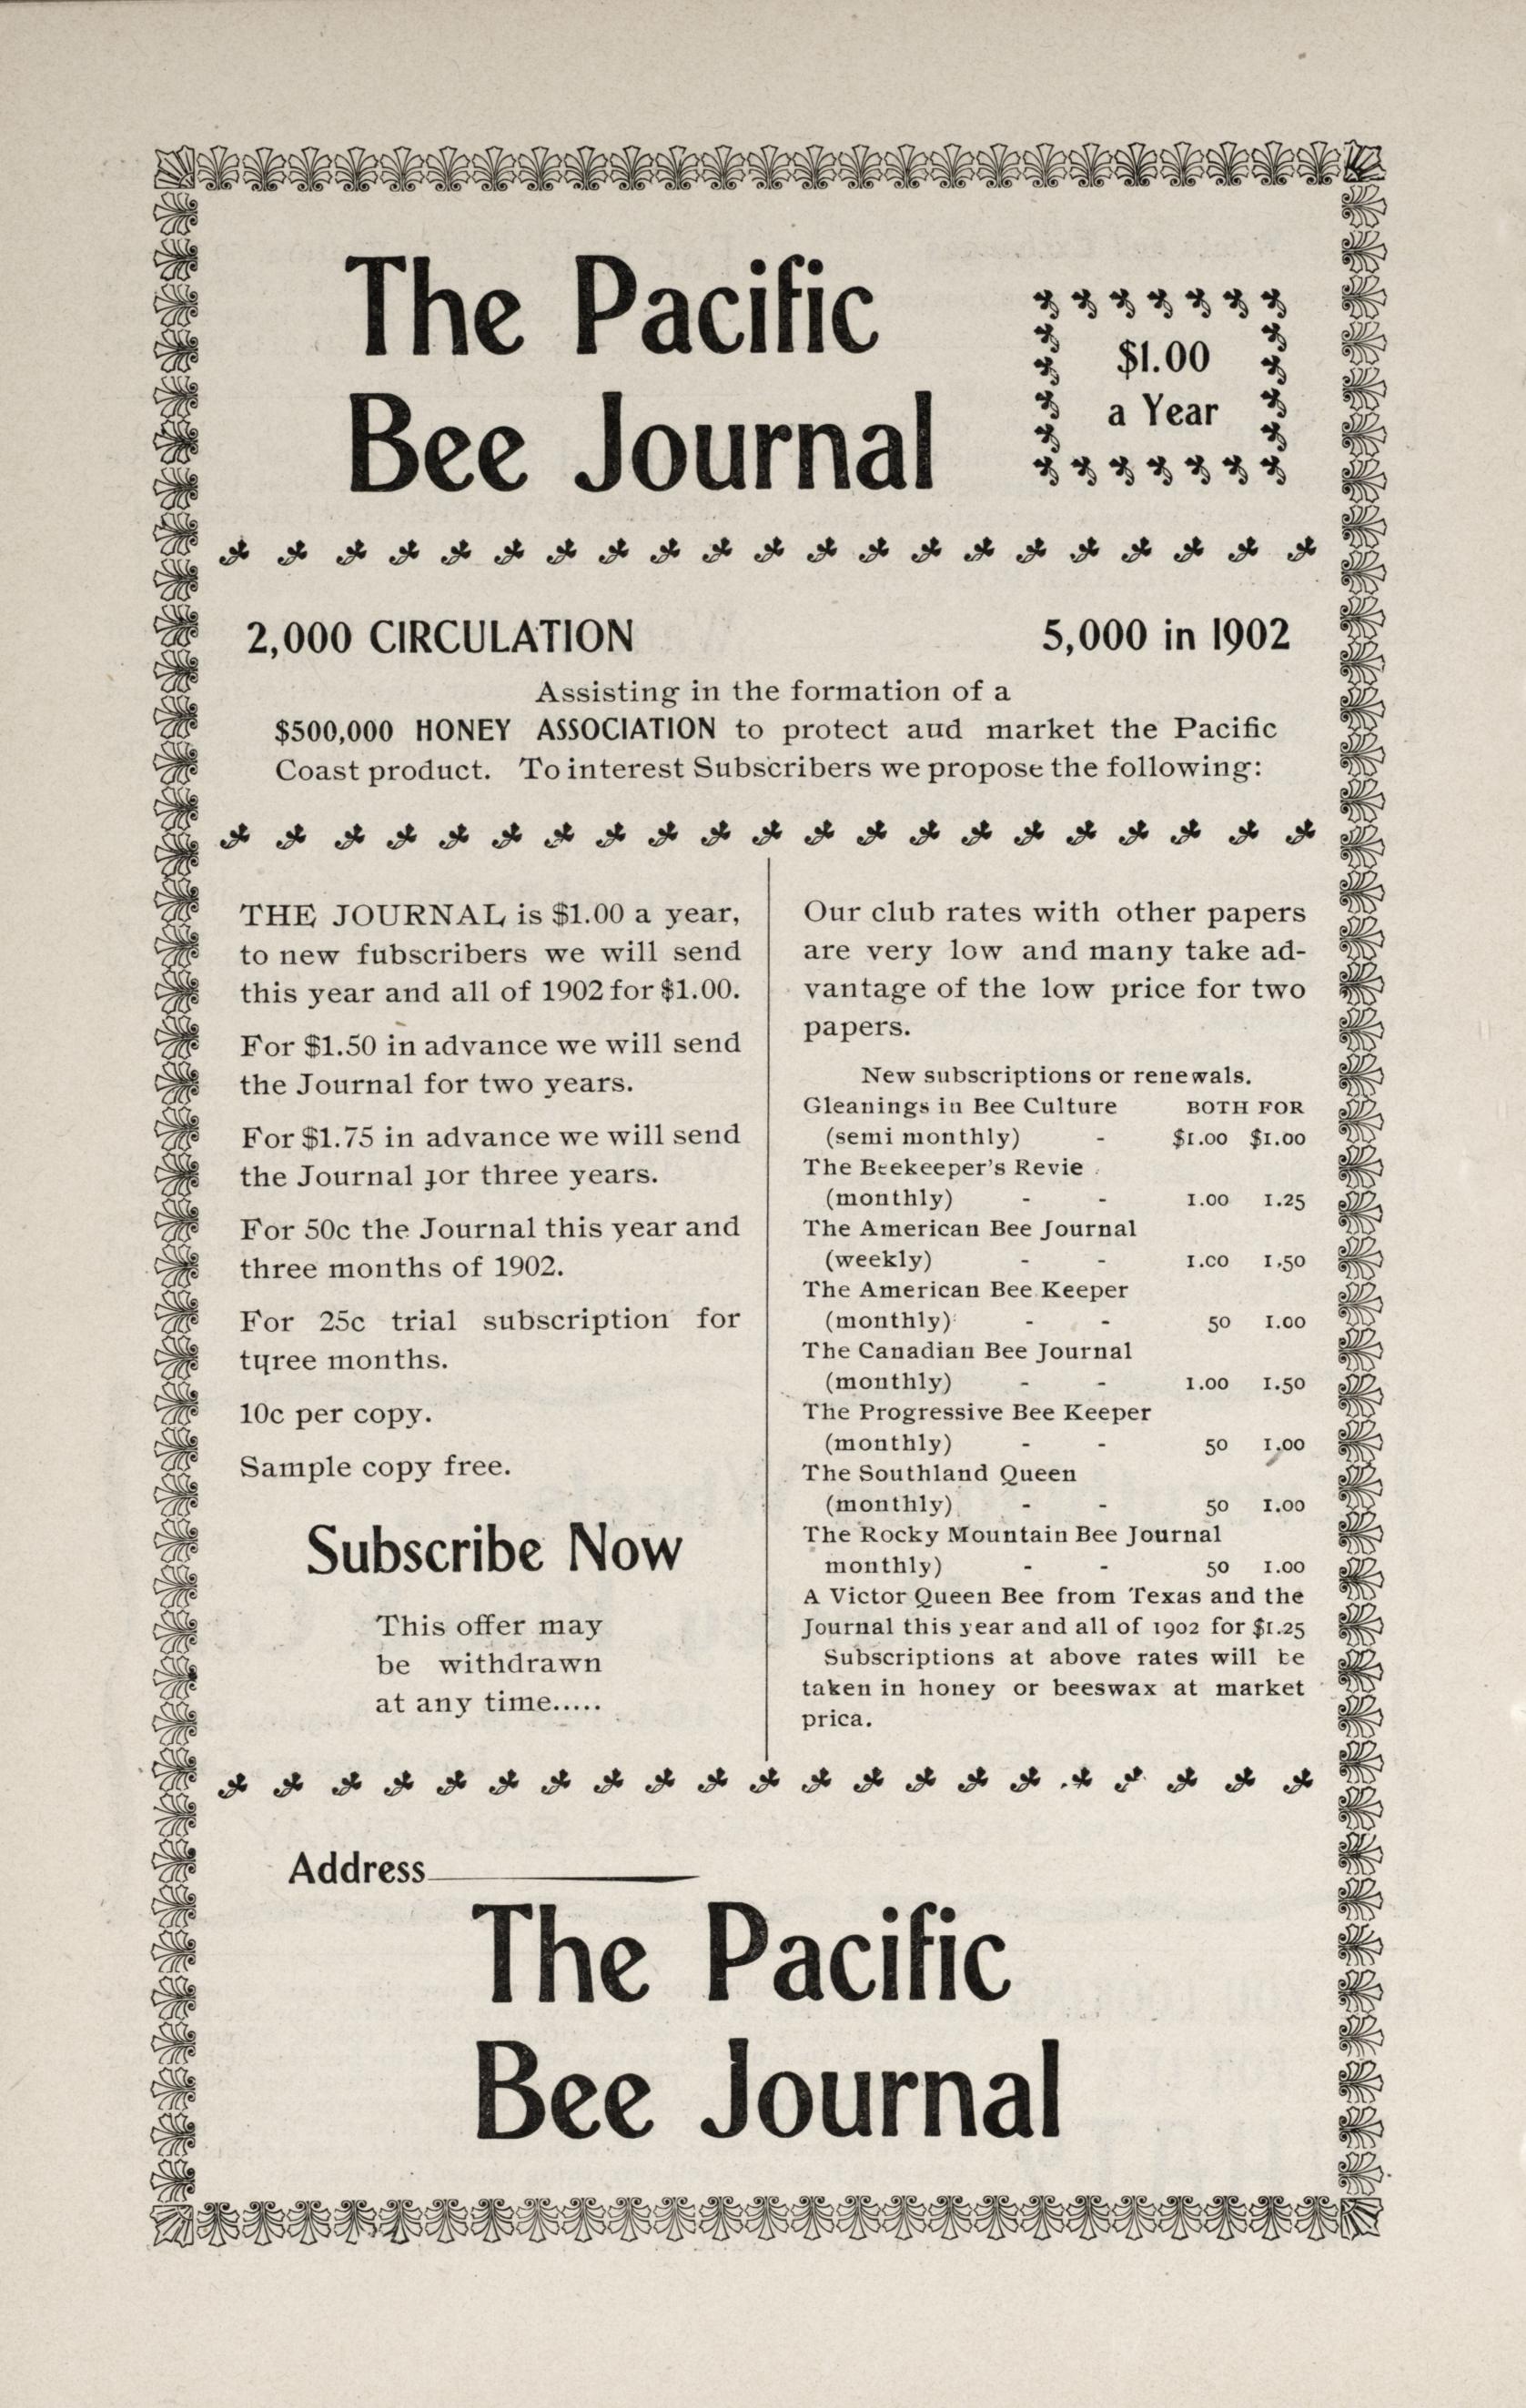 The Pacific
Bee Journal
$1.00
a Year
2,000 CIRCULATION 5,000 in 1902
Assisting in the formation of a
$500,000 HONEY ASSOCIATION to protect aud market the Pacific
Coast product. To interest Subscribers we propose the following:
THE JOURNAL is $1.00 a year,
to new fubscribers we will send
this year and all of 1902 for $1.00.
For $1.50 in advance we will send
the Journal for two years.
For $1.75 in advance we will send
the Journal jor three years.
For 50c the Journal this year and
three months of 1902.
For 25c trial subscription for
tyree months.
10c per copy.
Sample copy free.
Subscribe Now
This offer may
be withdrawn
at any time.....
Our club rates with other papers
are very low and many take ad-
vantage of the low price for two
papers.
New subscriptions or renewals.
Gleanings in Bee Culture BOTH FOR
(semi monthly) - $1.00 $1.00
The Beekeeper's Revie
(monthly) - - 1.00 1.25
The American Bee Journal
(weekly) - - 1.co 1.50
The American Bee Keeper
(monthly) - - 50 1.00
The Canadian Bee Journal
(monthly) - - 1.00 1.50
The Progressive Bee Keeper
(monthly) - - 50 1,00
The Southland Queen
(monthly) - - 50 1.00
The Rocky Mountain Bee Journal
monthly) - - 50 1.00
A Victor Queen Bee from Texas and the
Journal this year and all of 1902 for $1.25
Subscriptions at above rates will be
taken in honey or beeswax at market
prica.
Address
The Pacific
Bee Journal